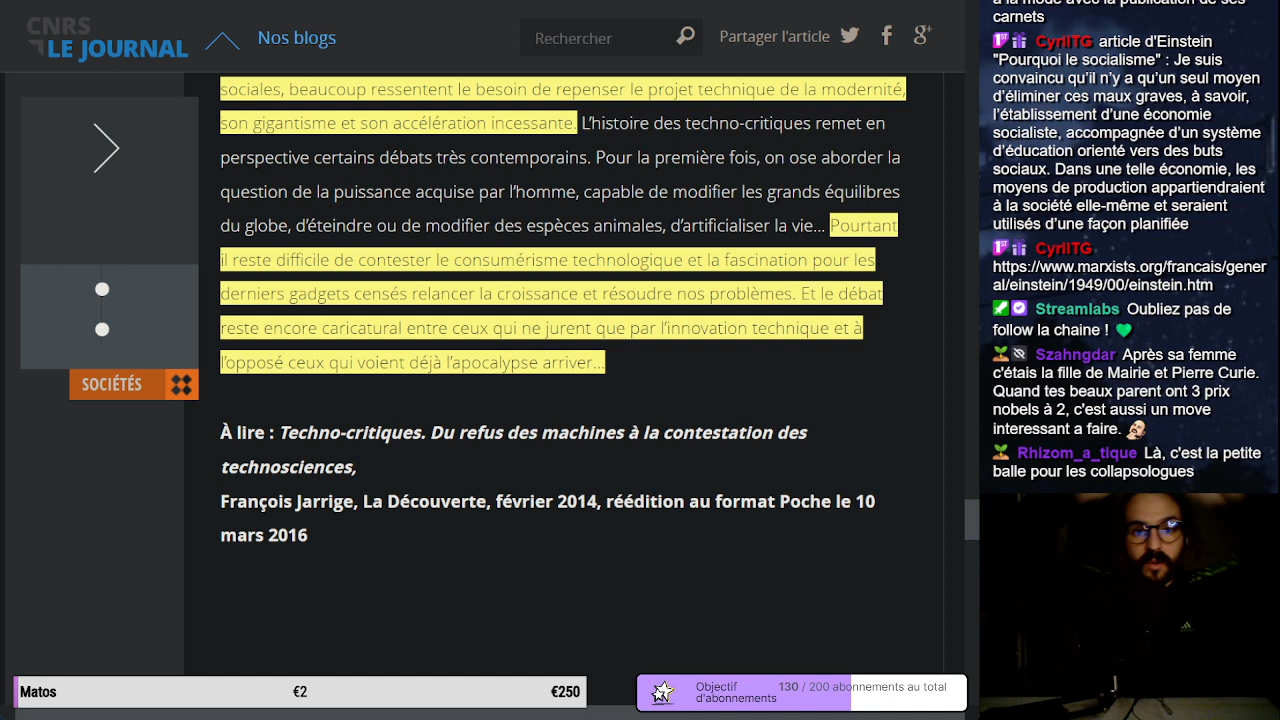 CNRS
LE JOURNAL
Nos blogs
Rechercher
Partager l'article
sociales, beaucoup ressentent le besoin de repenser le projet technique de la modernité,
son gigantisme et son accélération incessante. L’histoire des techno-critiques remet en
perspective certains débats très contemporains. Pour la première fois, on ose aborder la
question de la puissance acquise par l’homme, capable de modifier les grands équilibres
du globe, d’éteindre ou de modifier des espèces animales, d’artificialiser la vie… Pourtant
il reste difficile de contester le consumérisme technologique et la fascination pour les
derniers gadgets censés relancer la croissance et résoudre nos problèmes. Et le débat
reste encore caricatural entre ceux qui ne jurent que par l’innovation technique et à
l’opposé ceux qui voient déjà l’apocalypse arriver…
SOCIÉTÉS
À lire : Techno-critiques. Du refus des machines à la contestation des
technosciences,
François Jarrige, La Découverte, février 2014, réédition au format Poche le 10
mars 2016
Matos
€2
€250
Objectif
d'abonnements
130 / 200 abonnements au total
à la mode avec la publication de ses
carnets
CyrilTG article d'Einstein
"Pourquoi le socialisme" : Je suis
convaincu qu’il n’y a qu’un seul moyen
d’éliminer ces maux graves, à savoir,
l’établissement d’une économie
socialiste, accompagnée d’un système
d’éducation orienté vers des buts
sociaux. Dans une telle économie, les
moyens de production appartiendraient
à la société elle-même et seraient
utilisés d’une façon planifiée
CyrilTG
https://www.marxists.org/francais/gener
al/einstein/1949/00/einstein.htm
Streamlabs Oubliez pas de
follow la chaine !
Szahngdar Après sa femme
c'étais la fille de Mairie et Pierre Curie.
Quand tes beaux parent ont 3 prix
nobels à 2, c'est aussi un move
interessant a faire.
Rhizom_a_tique Là, c'est la petite
balle pour les collapsologues